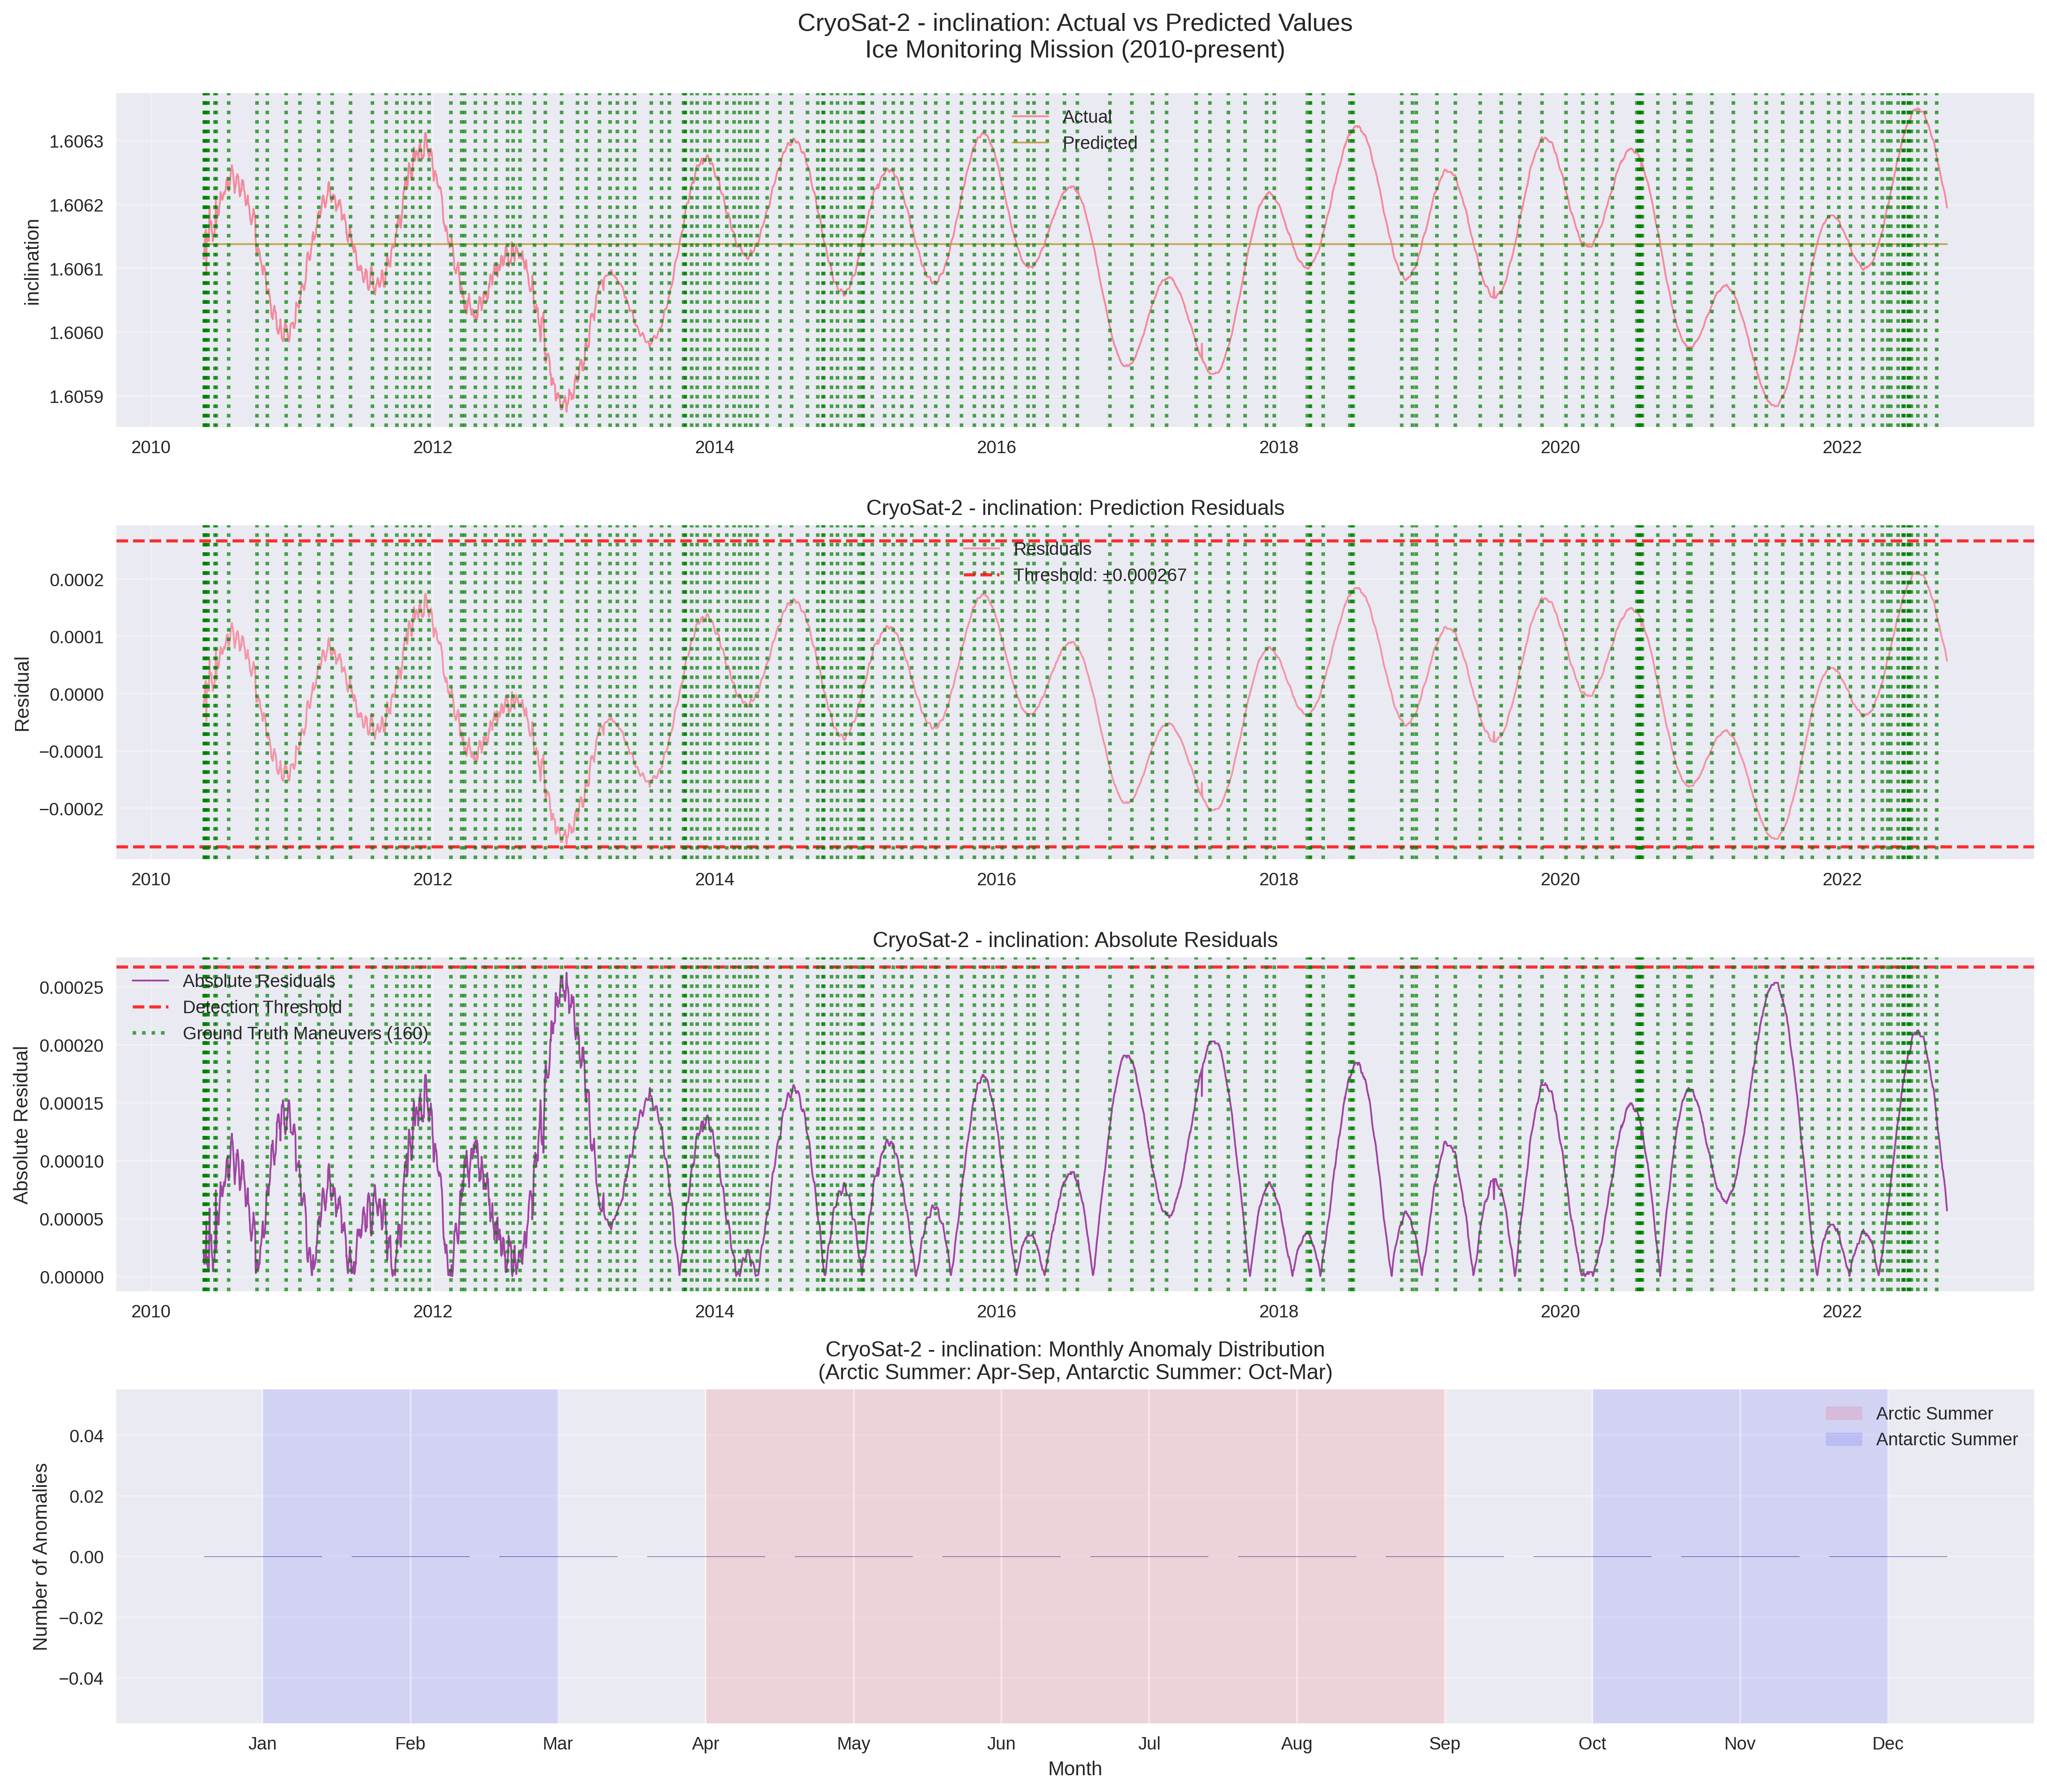 CryoSat-2 - inclination: Actual vs Predicted Values
Ice Monitoring Mission (2010-present)
Actual
Predicted
inclination
1.6063
1.6062
1.6061
1.6060
1.6059
2010 2012 2014 2016 2018 2020 2022
CryoSat-2 - inclination: Prediction Residuals
Residuals
Threshold: ±0.000267
Residual
0.0002
0.0001
0.0000
−0.0001
−0.0002
2010 2012 2014 2016 2018 2020 2022
CryoSat-2 - inclination: Absolute Residuals
Absolute Residuals
Detection Threshold
Ground Truth Maneuvers (160)
Absolute Residual
0.00025
0.00020
0.00015
0.00010
0.00005
0.00000
2010 2012 2014 2016 2018 2020 2022
CryoSat-2 - inclination: Monthly Anomaly Distribution
(Arctic Summer: Apr-Sep, Antarctic Summer: Oct-Mar)
Arctic Summer
Antarctic Summer
Number of Anomalies
0.04
0.02
0.00
−0.02
−0.04
Jan Feb Mar Apr May Jun Jul Aug Sep Oct Nov Dec
Month